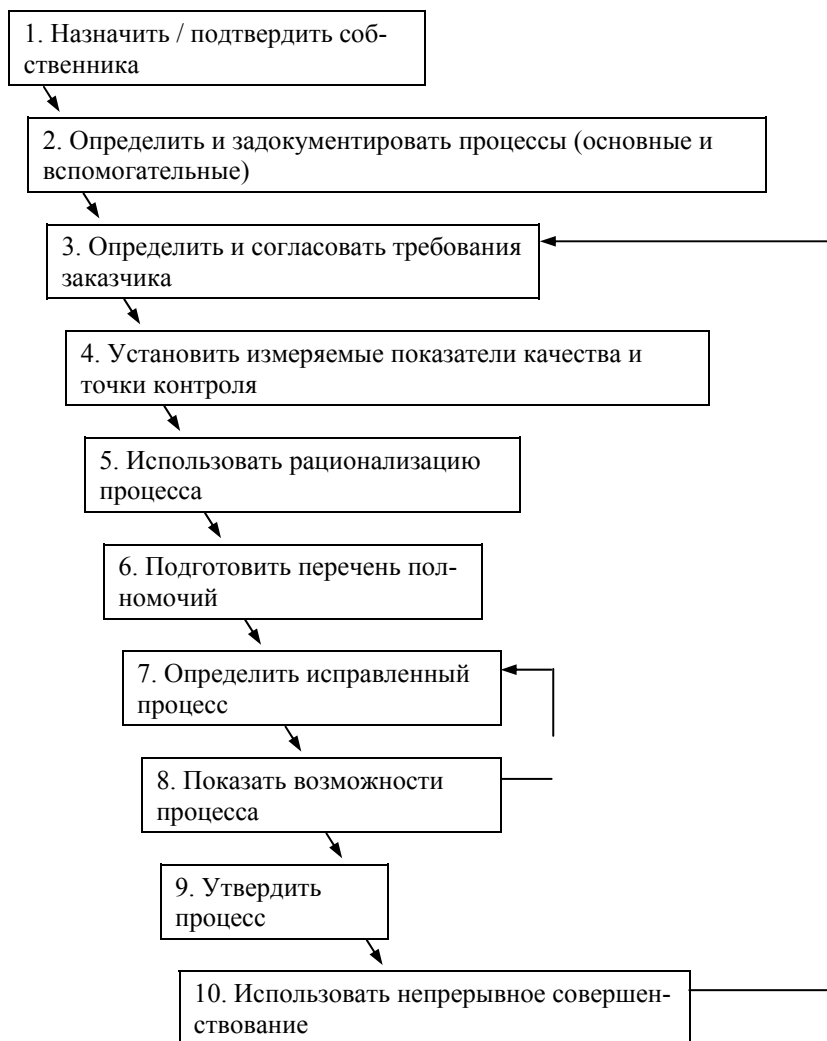 1. Назначить / подтвердить соб-
ственника
2. Определить и задокументировать процессы (основные и
вспомогательные)
3. Определить и согласовать требования
заказчика
4. Установить измеряемые показатели качества и
точки контроля
5. Использовать рационализацию
процесса
6. Подготовить перечень пол-
номочий
7. Определить исправленный
процесс
8. Показать возможности
процесса
9. Утвердить
процесс
10. Использовать непрерывное совершен-
ствование